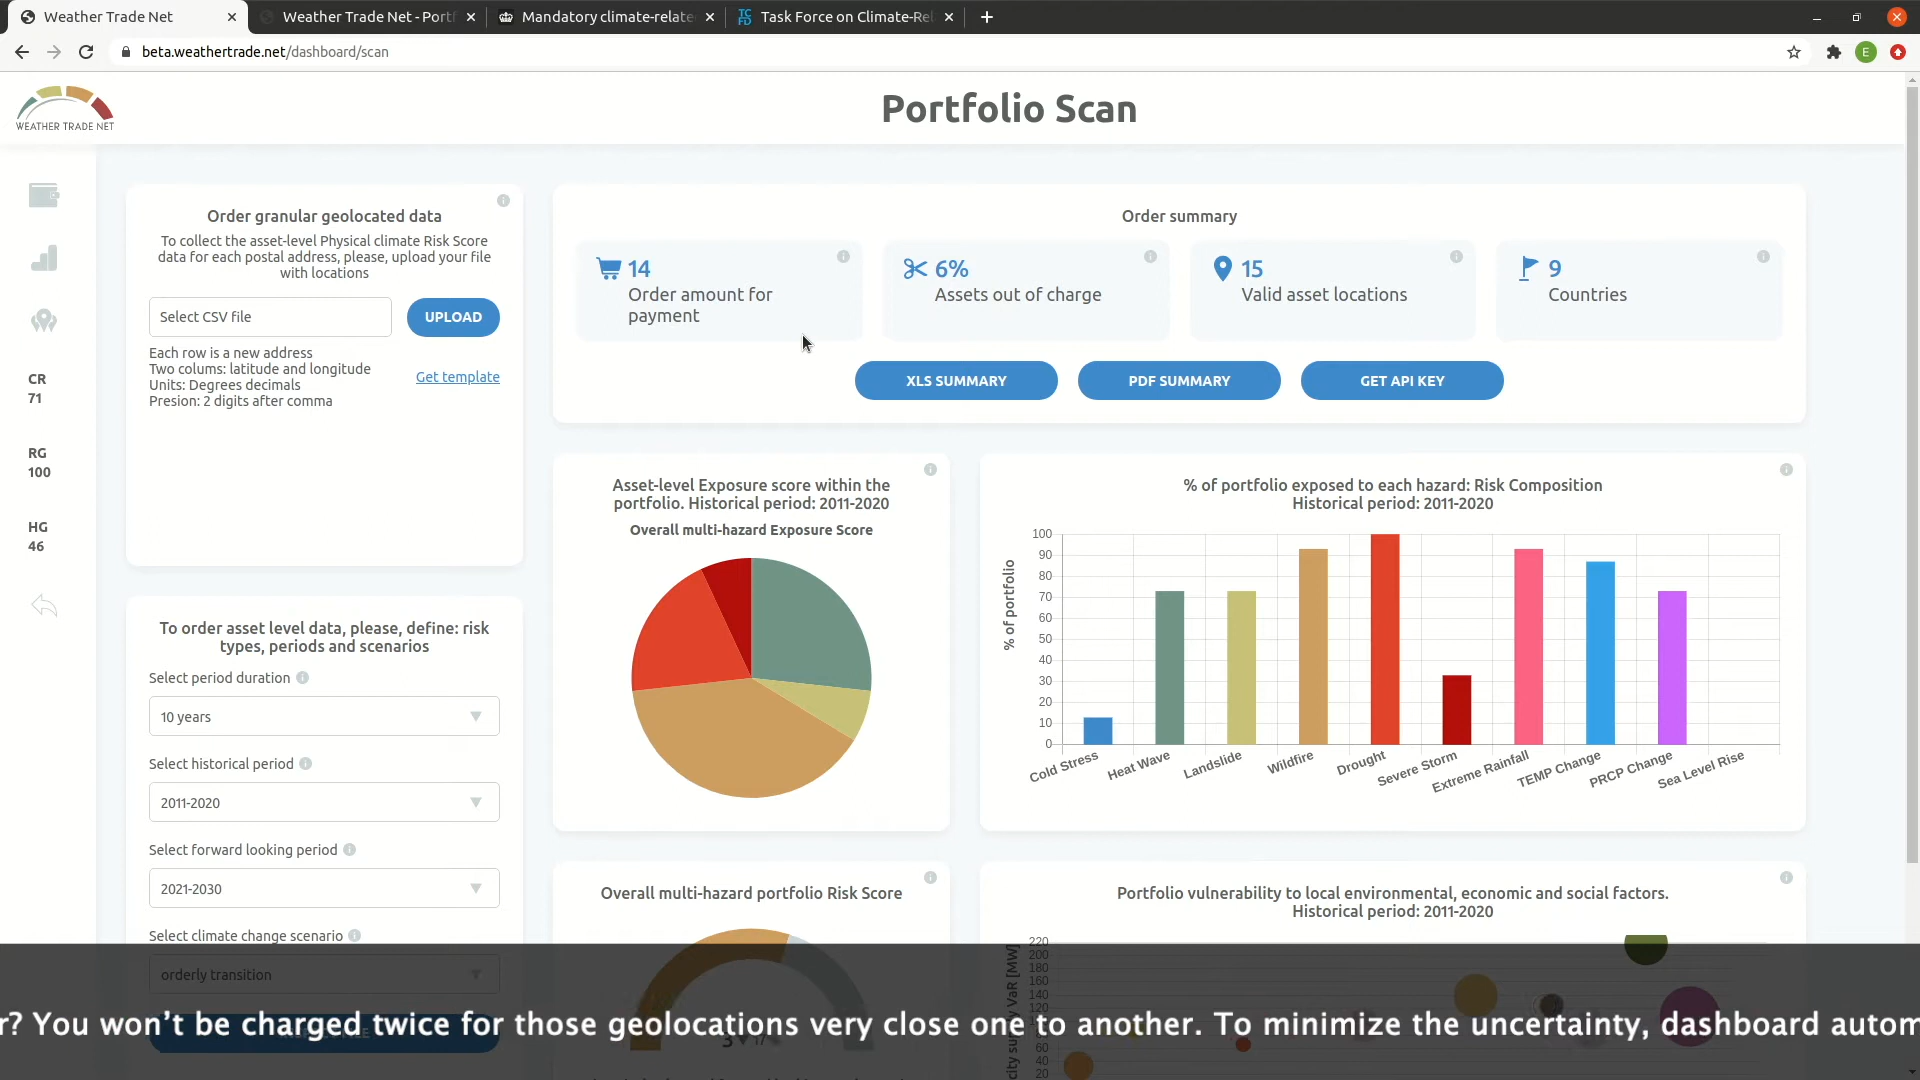 Weather Trade Net
Weather Trade Net - Portf
Mandatory climate-relate
TCFD
Task Force on Climate-Rel
beta.weathertrade.net/dashboard/scan
E
WEATHER TRADE NET
Portfolio Scan
CR
71
RG
100
HG
46
Order granular geolocated data
To collect the asset-level Physical climate Risk Score
data for each postal address, please, upload your file
with locations
Select CSV file
UPLOAD
Each row is a new address
Two colums: latitude and longitude
Units: Degrees decimals
Presion: 2 digits after comma
Get template
Order summary
14
Order amount for
payment
6%
Assets out of charge
15
Valid asset locations
9
Countries
XLS SUMMARY
PDF SUMMARY
GET API KEY
To order asset level data, please, define: risk
types, periods and scenarios
Select period duration
10 years
Select historical period
2011-2020
Select forward looking period
2021-2030
Select climate change scenario
orderly transition
Asset-level Exposure score within the
portfolio. Historical period: 2011-2020
Overall multi-hazard Exposure Score
% of portfolio exposed to each hazard: Risk Composition
Historical period: 2011-2020
% of portfolio
100
90
80
70
60
50
40
30
20
10
0
Cold Stress
Heat Wave
Landslide
Wildfire
Drought
Severe Storm
Extreme Rainfall
TEMP Change
PRCP Change
Sea Level Rise
Overall multi-hazard portfolio Risk Score
Portfolio vulnerability to local environmental, economic and social factors.
Historical period: 2011-2020
VaR [MW]
220
200
180
160
140
120
60
40
20
r? You won't be charged twice for those geolocations very close one to another. To minimize the uncertainty, dashboard autom